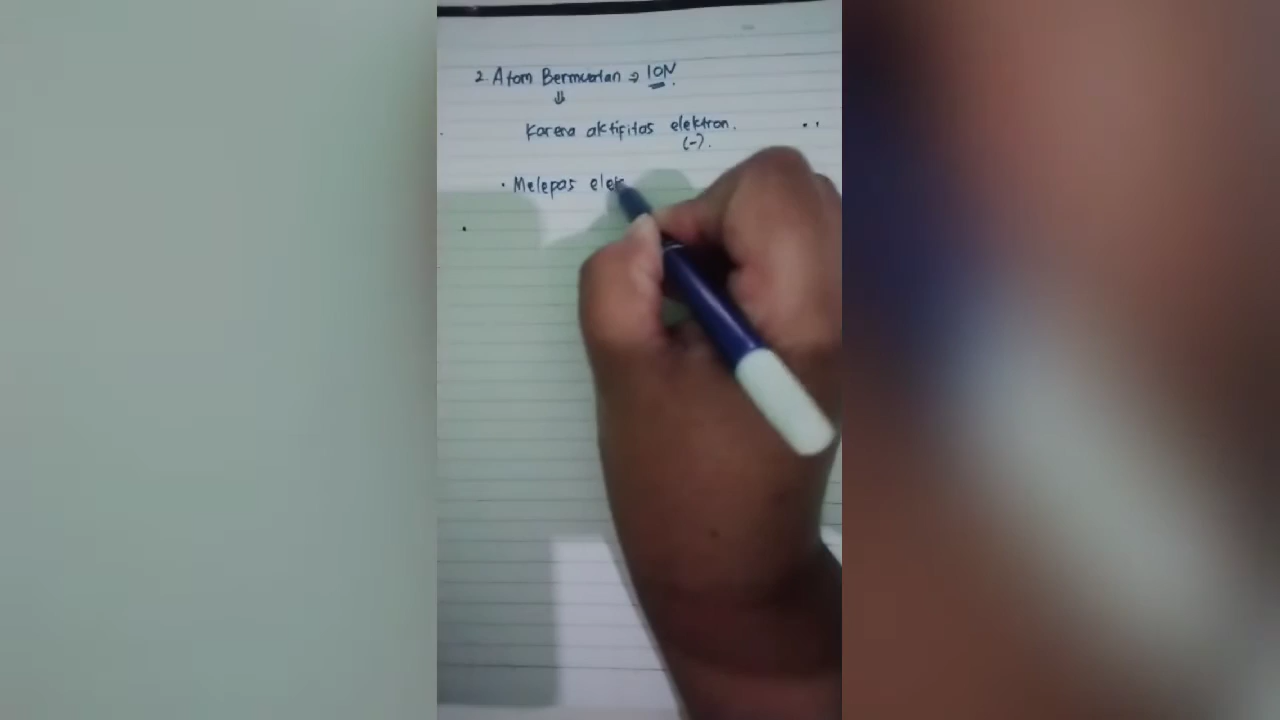 2. Atom Bermuatan ⇒ ION.
⇓
Karena aktifitas elektron.
(-).
• Melepas elek